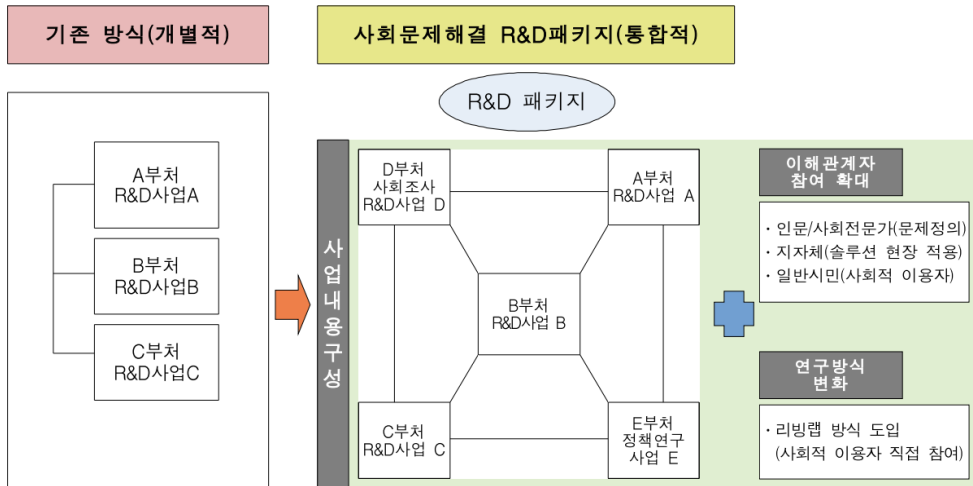 기존 방식(개별적)
사회문제해결 R&D패키지(통합적)
R&D 패키지
A부처
R&D사업A
B부처
R&D사업B
C부처
R&D사업C
사업내용구성
D부처
사회조사
R&D사업 D
A부처
R&D사업 A
B부처
R&D사업 B
C부처
R&D사업 C
E부처
정책연구
사업 E
이해관계자
참여 확대
· 인문/사회전문가(문제정의)
· 지자체(솔루션 현장 적용)
· 일반시민(사회적 이용자)
연구방식
변화
· 리빙랩 방식 도입
(사회적 이용자 직접 참여)